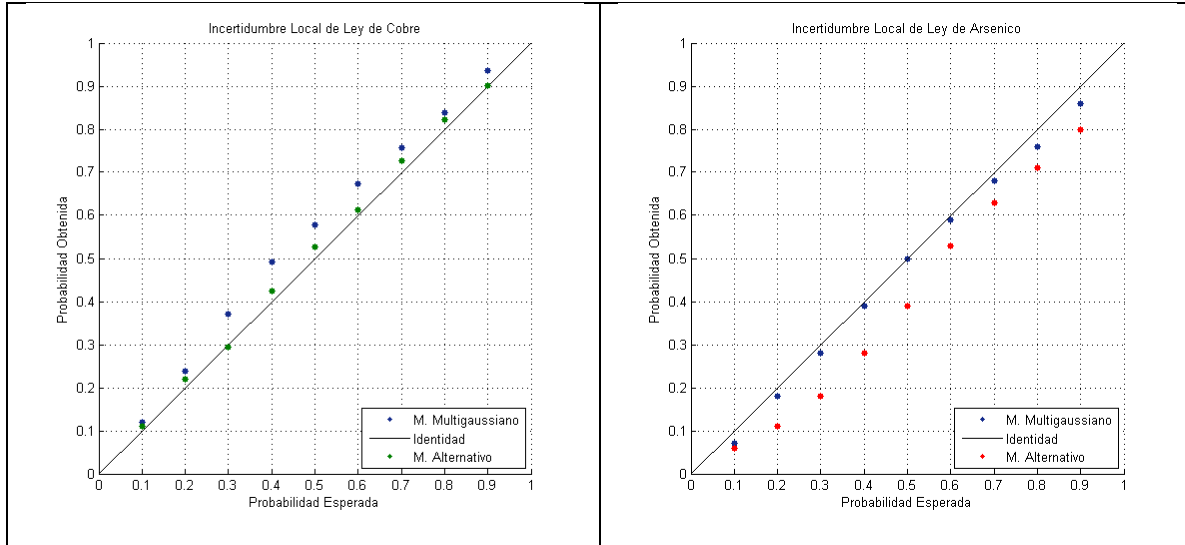 Incertidumbre Local de Ley de Cobre
Probabilidad Obtenida
1
0.9
0.8
0.7
0.6
0.5
0.4
0.3
0.2
0.1
0
M. Multigaussiano
Identidad
M. Alternativo
0 0.1 0.2 0.3 0.4 0.5 0.6 0.7 0.8 0.9 1
Probabilidad Esperada
Incertidumbre Local de Ley de Arsenico
Probabilidad Obtenida
1
0.9
0.8
0.7
0.6
0.5
0.4
0.3
0.2
0.1
0
M. Multigaussiano
Identidad
M. Alternativo
0 0.1 0.2 0.3 0.4 0.5 0.6 0.7 0.8 0.9 1
Probabilidad Esperada